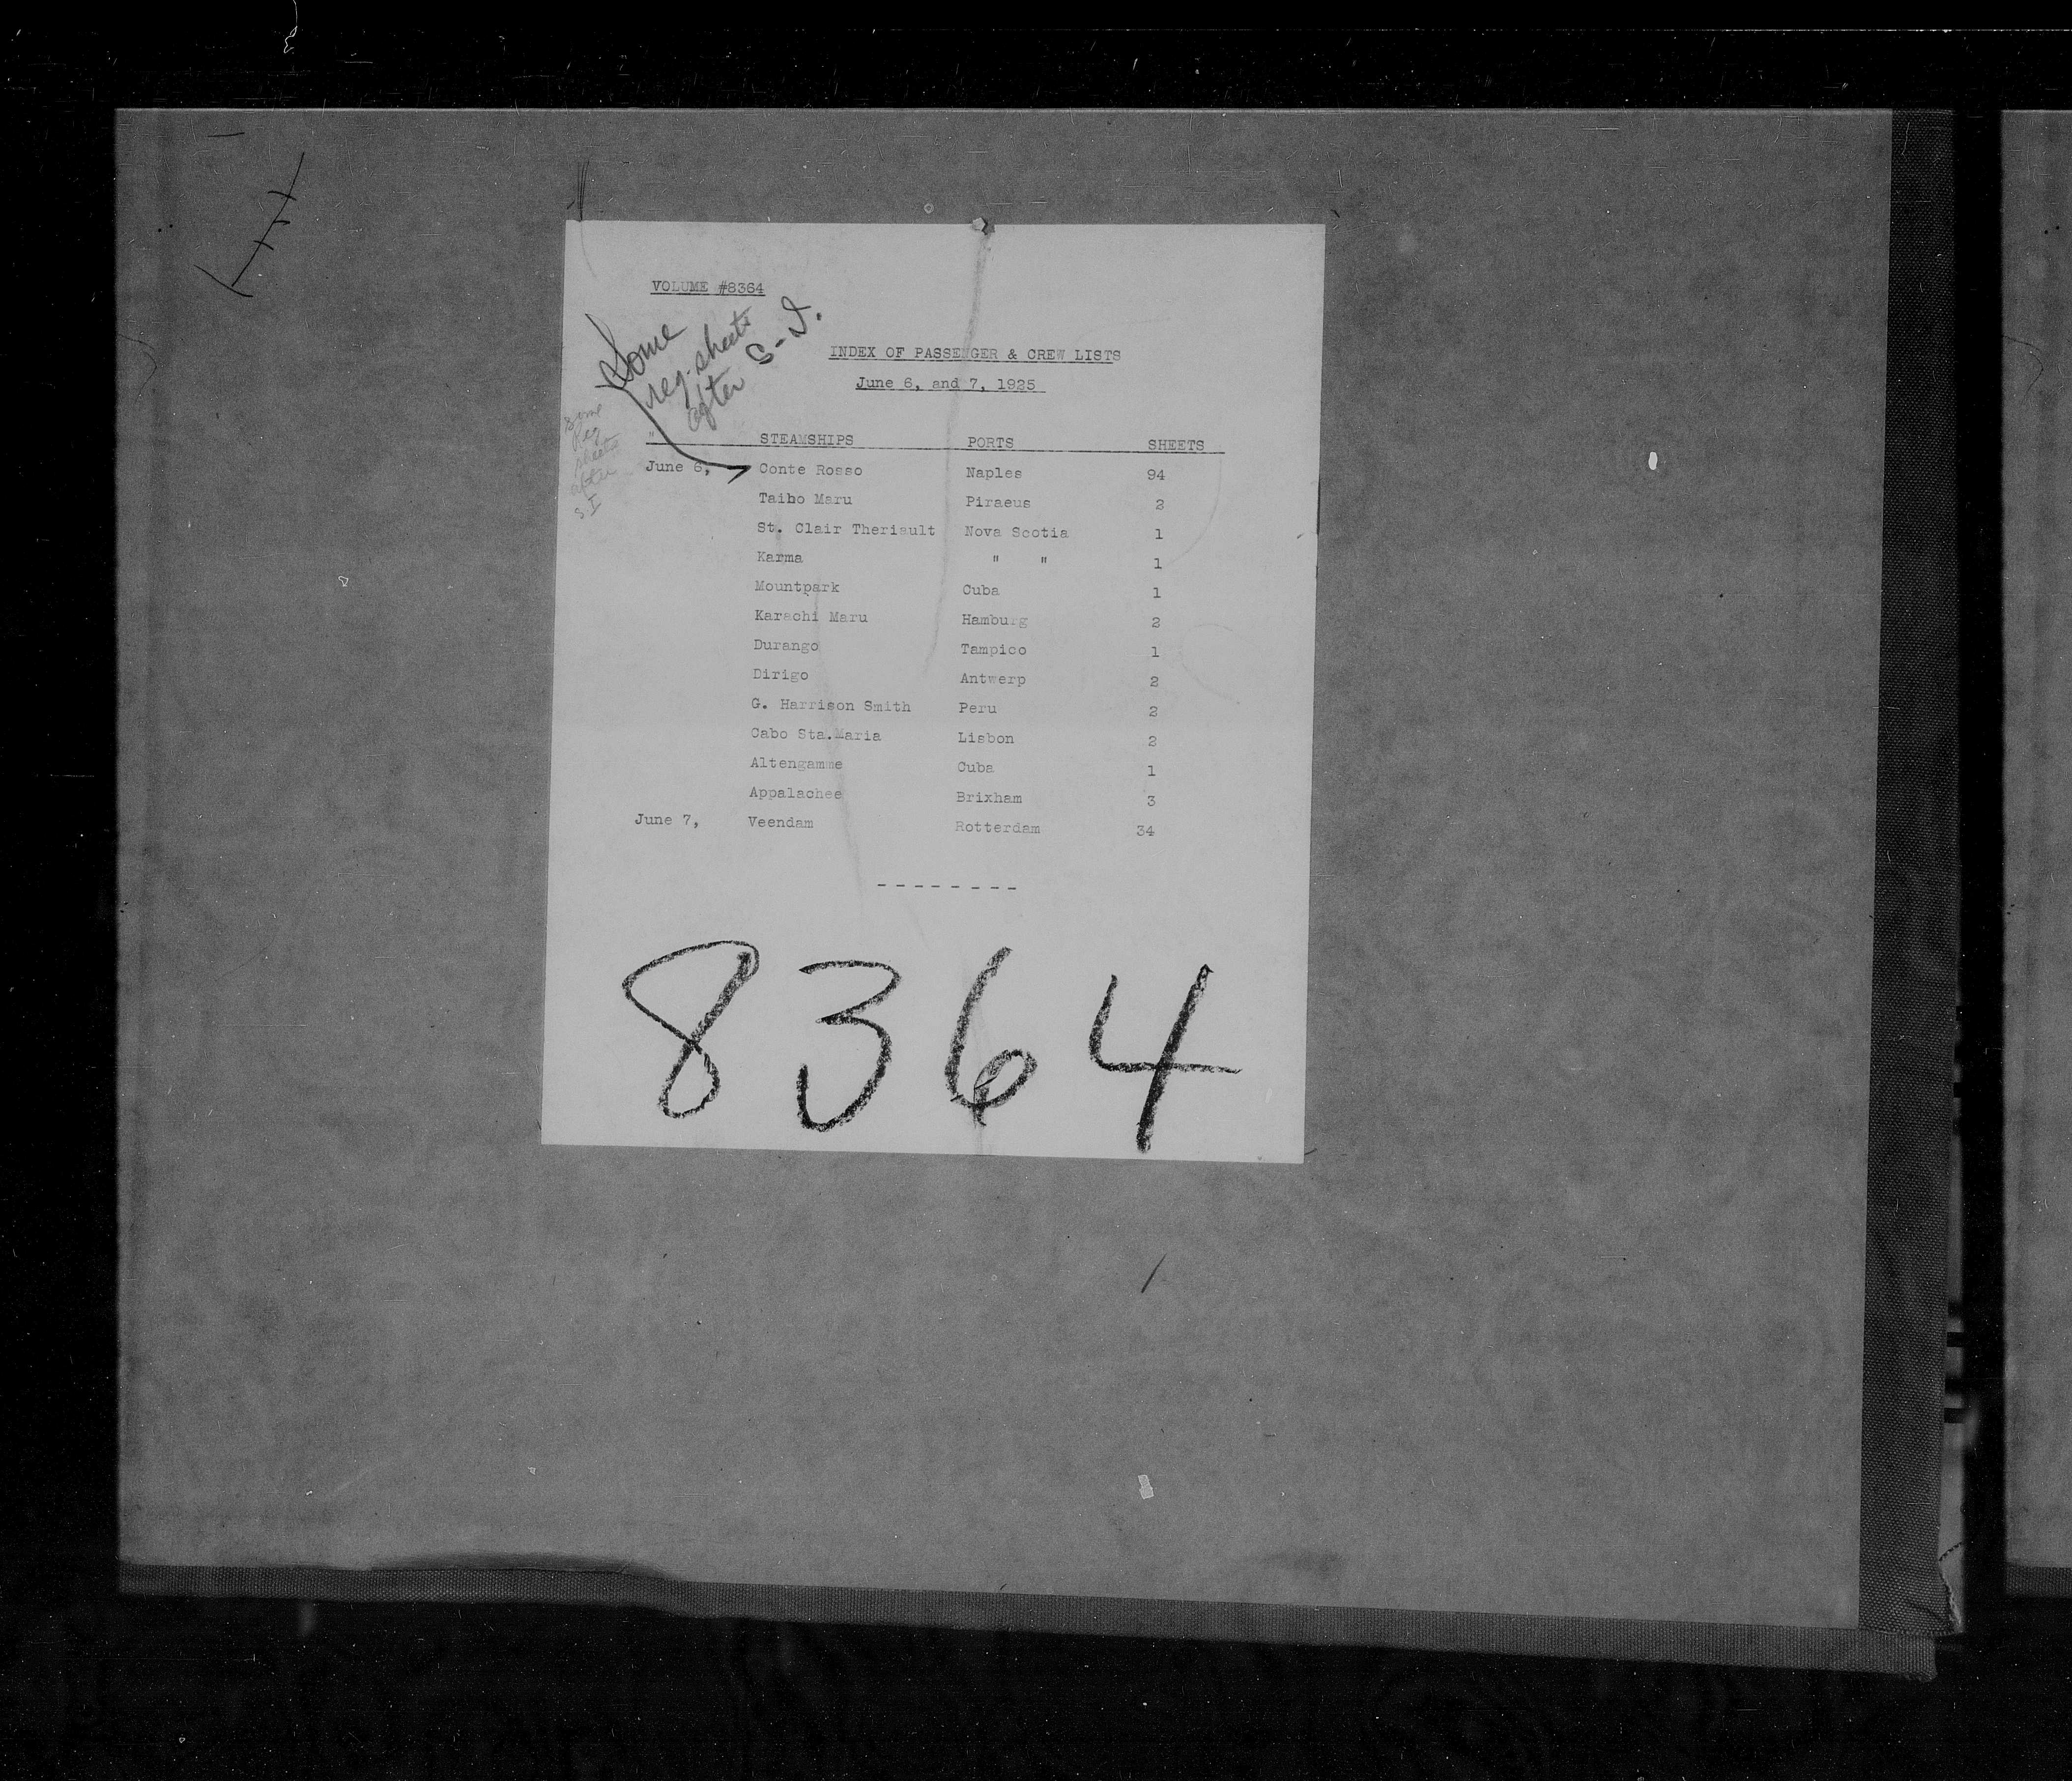 VOLUME #8364
Some
reg. sheets
after S-I.
INDEX OF PASSENGER & CREW LISTS
June 6, and 7, 1925
Some
reg
sheets
after
S I
" STEAMSHIPS PORTS SHEETS
June 6, Conte Rosso Naples 94
Taibo Maru Piraeus 2
St. Clair Theriault Nova Scotia 1
Karma " " 1
Mountpark Cuba 1
Karachi Maru Hamburg 2
Durango Tampico 1
Dirigo Antwerp 2
G. Harrison Smith Peru 2
Cabo Sta.Maria Lisbon 2
Altengamme Cuba 1
Appalachee Brixham 3
June 7, Veendam Rotterdam 34
--------
8364